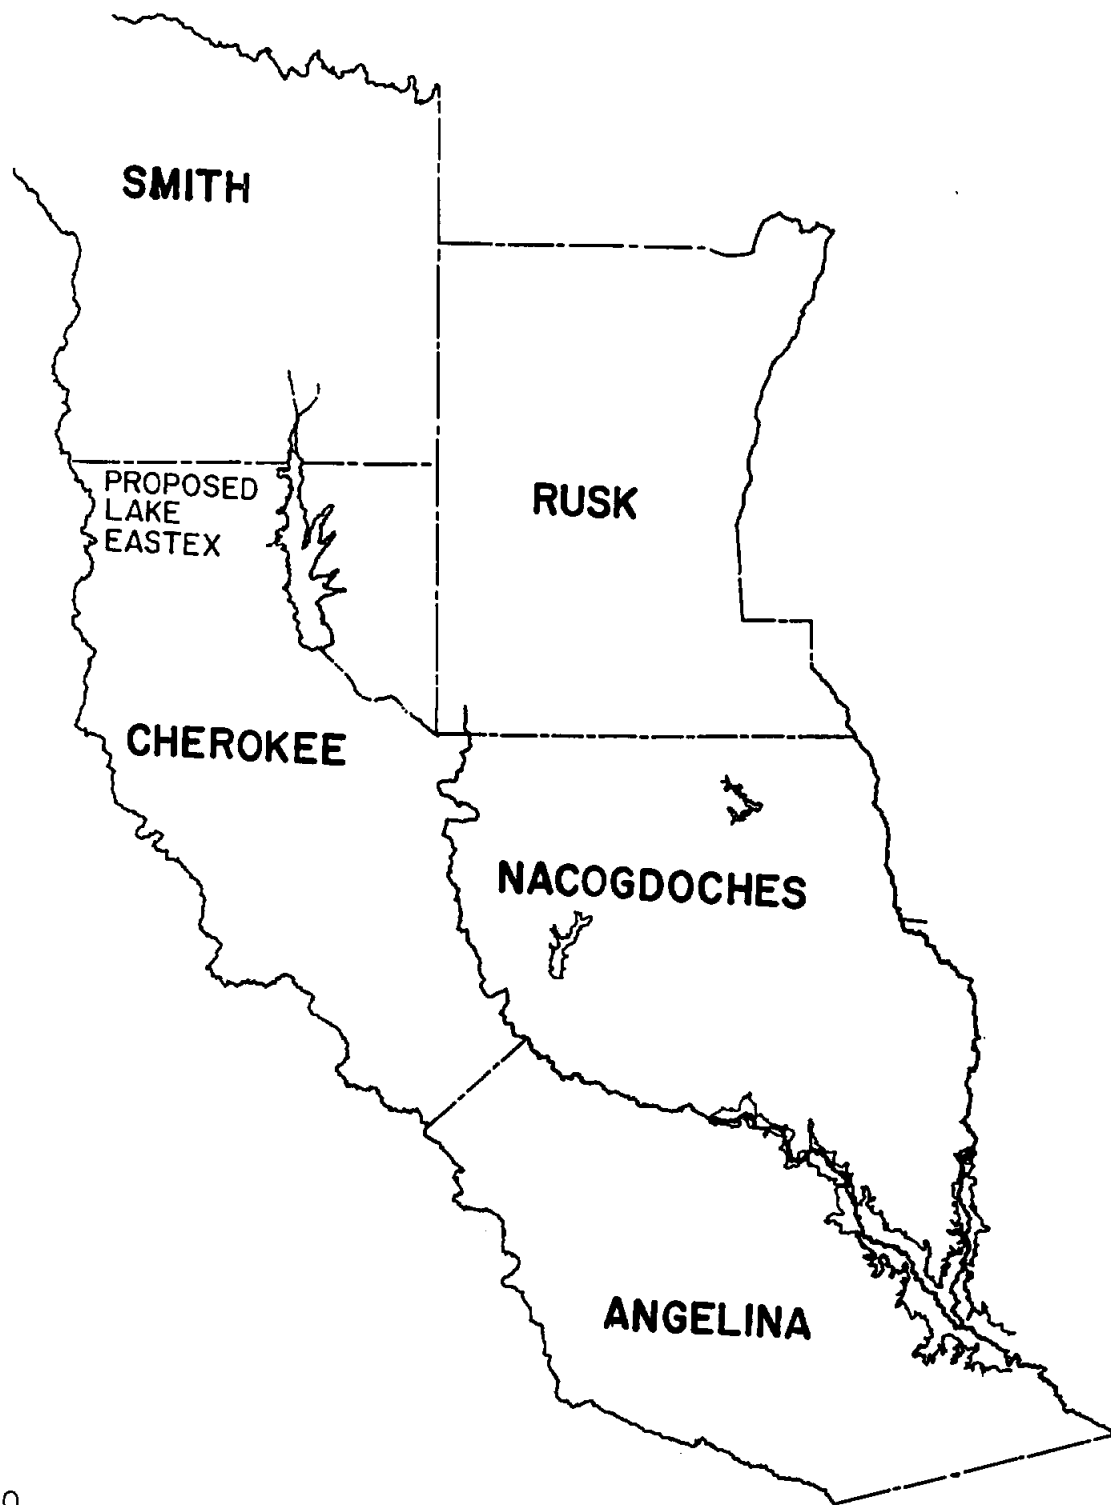 SMITH
PROPOSED
LAKE
EASTEX
RUSK
CHEROKEE
NACOGDOCHES
ANGELINA